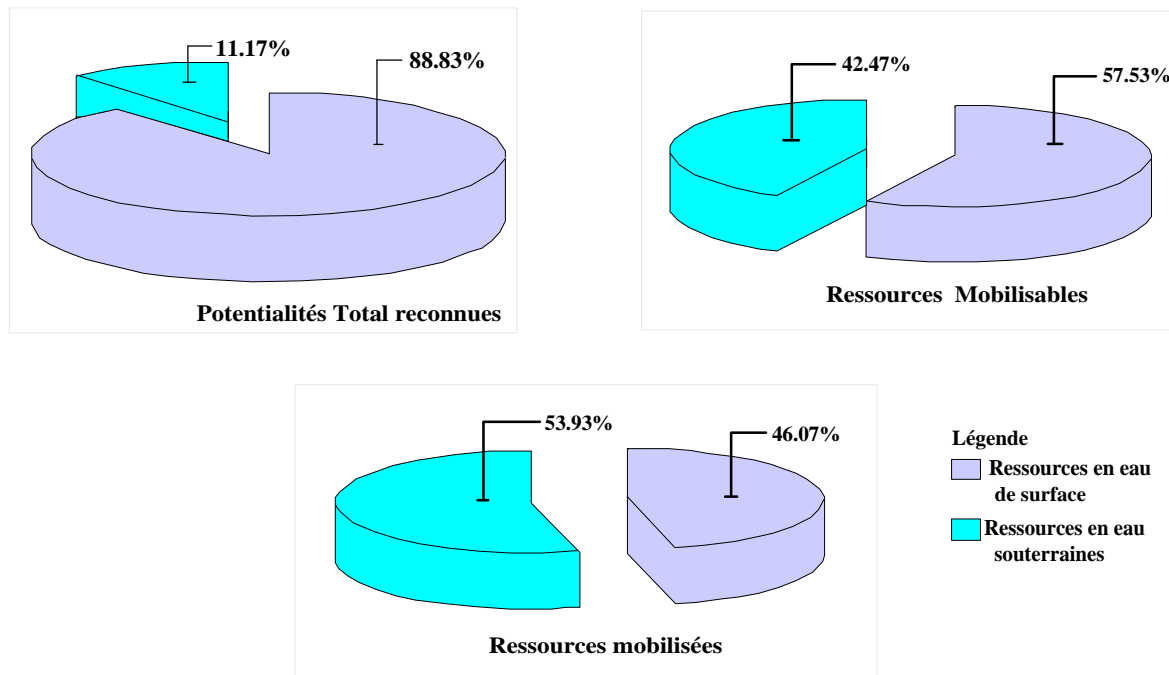 11.17%
88.83%
Potentialités Total reconnues
42.47%
57.53%
Ressources Mobilisables
53.93%
46.07%
Ressources mobilisées
Légende
Ressources en eau
de surface
Ressources en eau
souterraines